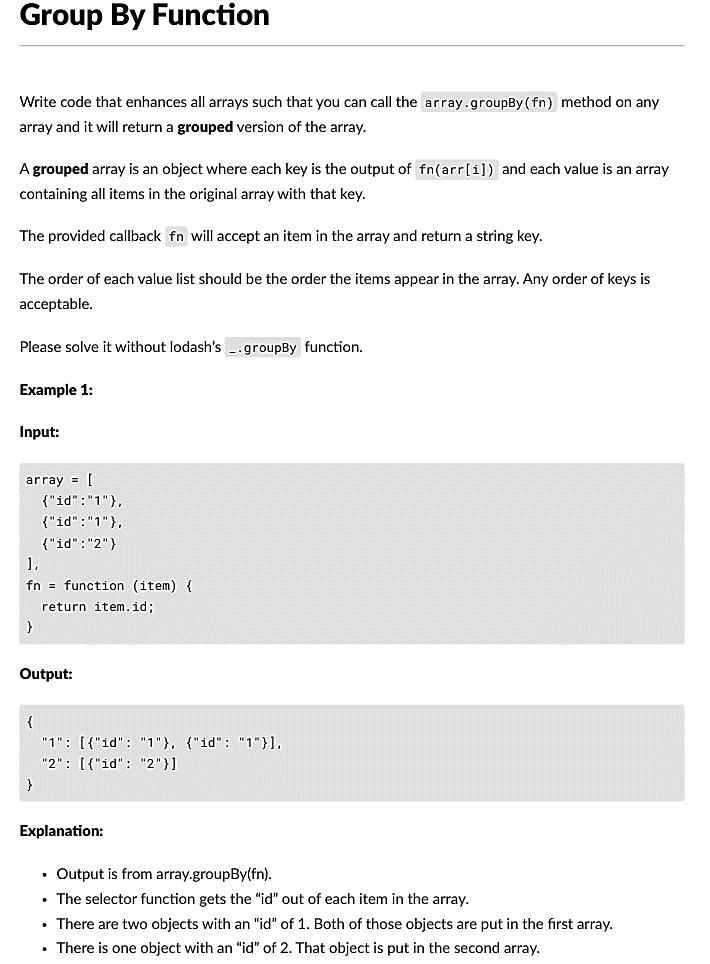 Group By Function
Write code that enhances all arrays such that you can call the array.groupBy(fn) method on any
array and it will return a grouped version of the array.
A grouped array is an object where each key is the output of fn(arr[i]) and each value is an array
containing all items in the original array with that key.
The provided callback fn will accept an item in the array and return a string key.
The order of each value list should be the order the items appear in the array. Any order of keys is
acceptable.
Please solve it without lodash’s _.groupBy function.
Example 1:
Input:
array = [
  {"id":"1"},
  {"id":"1"},
  {"id":"2"}
],
fn = function (item) {
  return item.id;
}
Output:
{
  "1": [{"id": "1"}, {"id": "1"}],
  "2": [{"id": "2"}]
}
Explanation:
• Output is from array.groupBy(fn).
• The selector function gets the “id” out of each item in the array.
• There are two objects with an “id” of 1. Both of those objects are put in the first array.
• There is one object with an “id” of 2. That object is put in the second array.